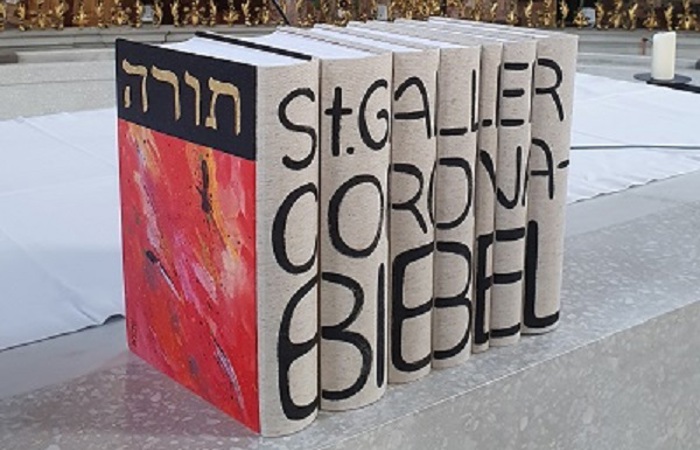 תורה
St. GALLER
CORONA-
BIBEL